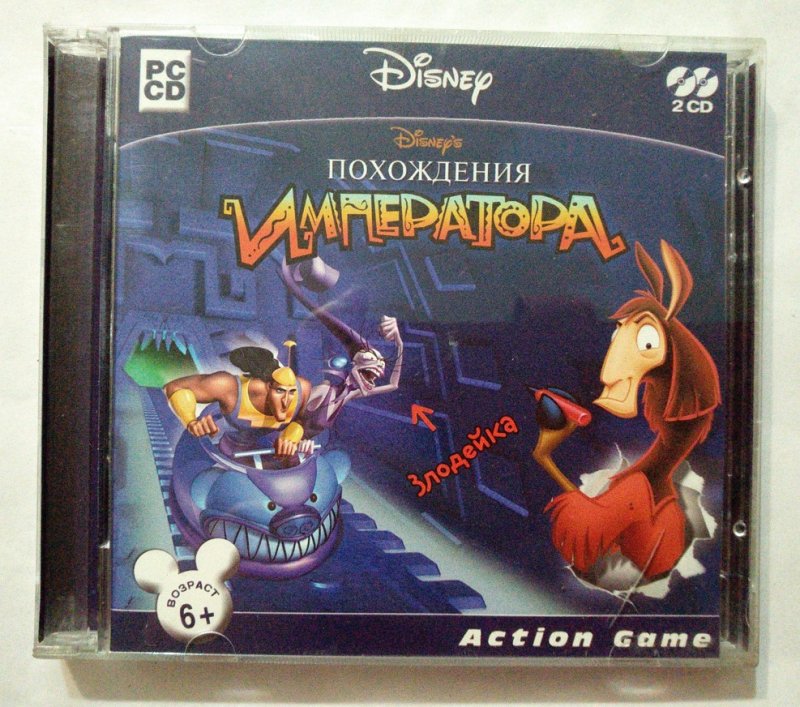 PC
CD
Disney
2 CD
Disney's
ПОХОЖДЕНИЯ
ИМПЕРАТОРА
Злодейка
ВОЗРАСТ
6+
Action Game